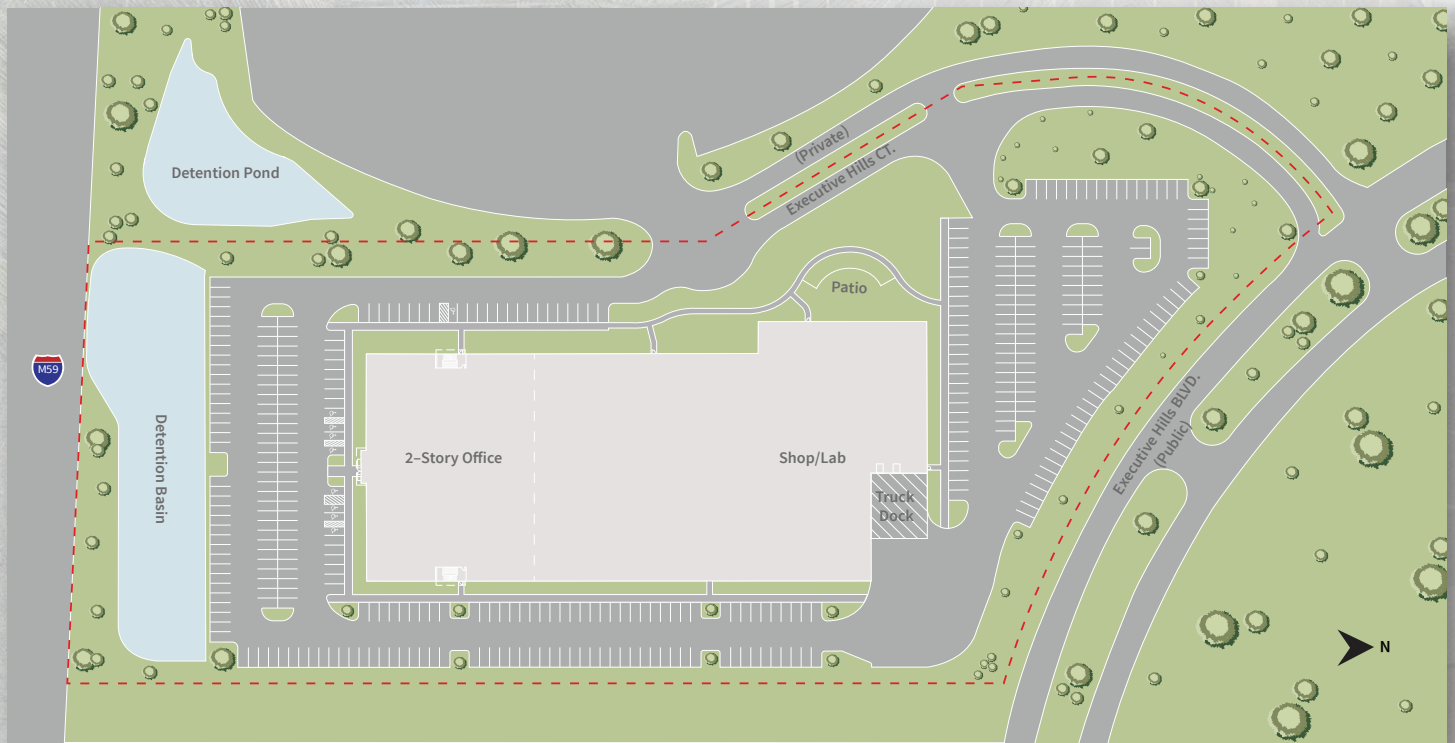 Detention Pond
(Private)
Executive Hills CT.
Patio
M59
Detention Basin
2–Story Office
Shop/Lab
Truck
Dock
Executive Hills BLVD.
(Public)
N